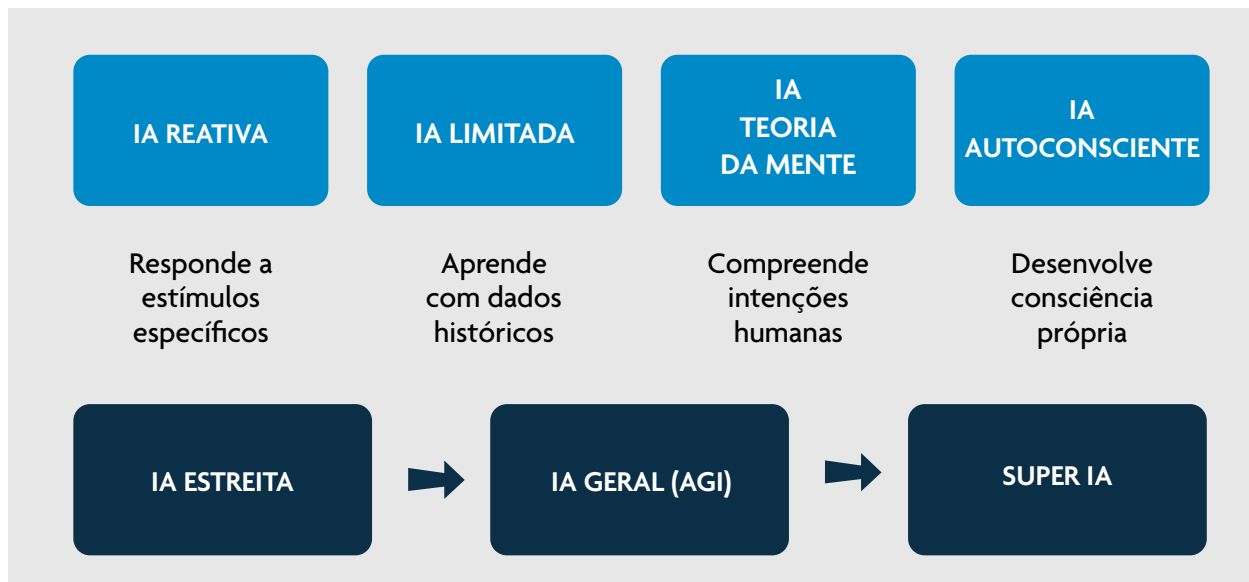 IA REATIVA
IA LIMITADA
IA
TEORIA
DA MENTE
IA
AUTOCONSCIENTE
Responde a
estímulos
específicos
Aprende
com dados
históricos
Compreende
intenções
humanas
Desenvolve
consciência
própria
IA ESTREITA
IA GERAL (AGI)
SUPER IA